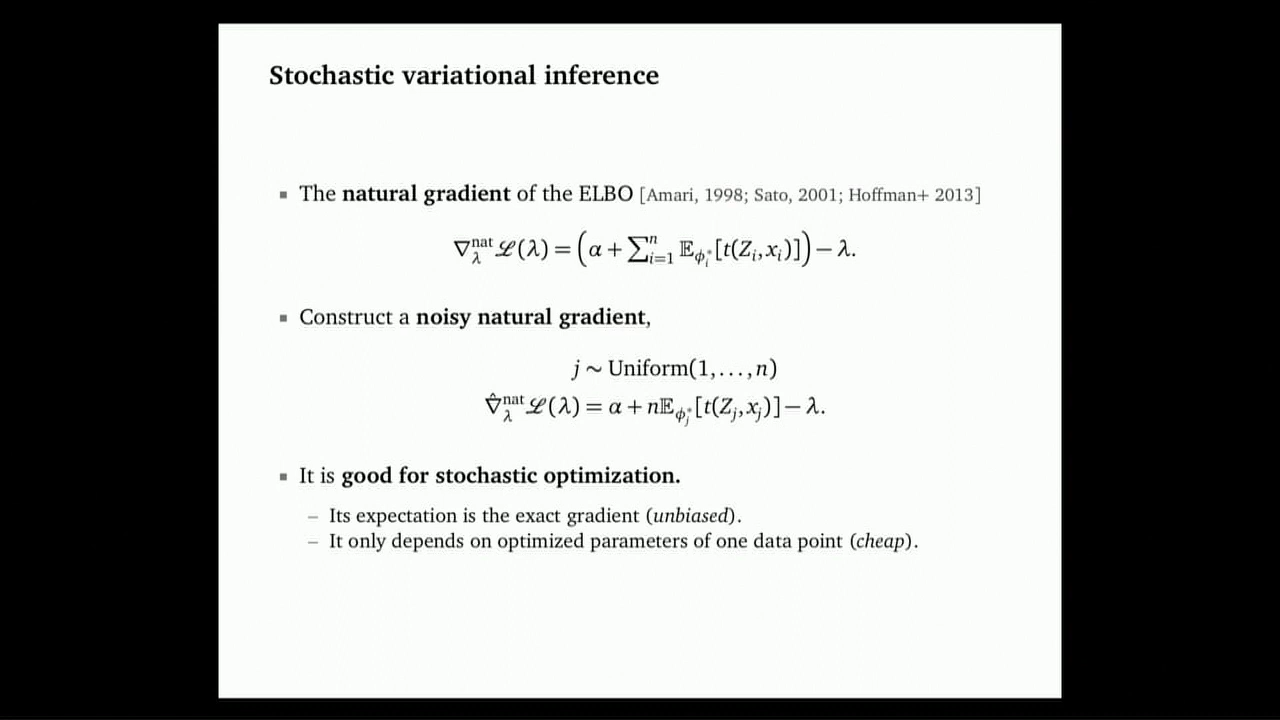 Stochastic variational inference
▪ The natural gradient of the ELBO [Amari, 1998; Sato, 2001; Hoffman+ 2013]
∇^nat_λ ℒ(λ) = (α + ∑^n_{i=1} 𝔼_{ϕ_i^*}[t(Z_i, x_i)]) − λ.
▪ Construct a noisy natural gradient,
j ∼ Uniform(1, . . . , n)
∇̂^nat_λ ℒ(λ) = α + n𝔼_{ϕ_j^*}[t(Z_j, x_j)] − λ.
▪ It is good for stochastic optimization.
– Its expectation is the exact gradient (unbiased).
– It only depends on optimized parameters of one data point (cheap).